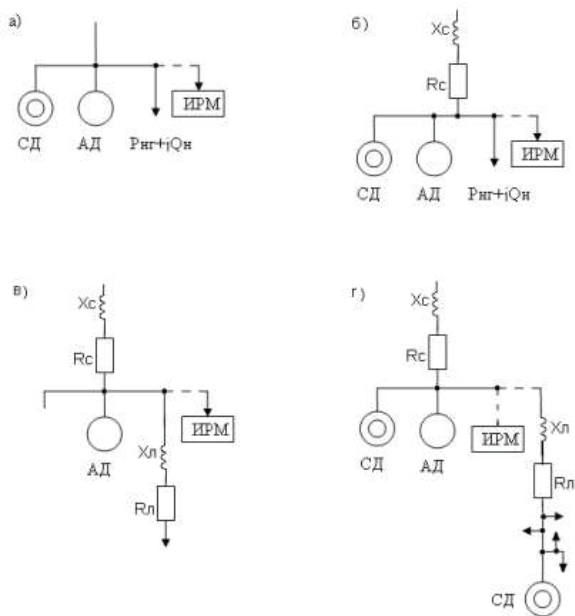 а)
СД
АД
Рнг+jQн
ИРМ
б)
Xc
Rc
СД
АД
Рнг+jQн
ИРМ
в)
Xc
Rc
АД
ИРМ
Xл
Rл
г)
Xc
Rc
СД
АД
ИРМ
Xл
Rл
СД